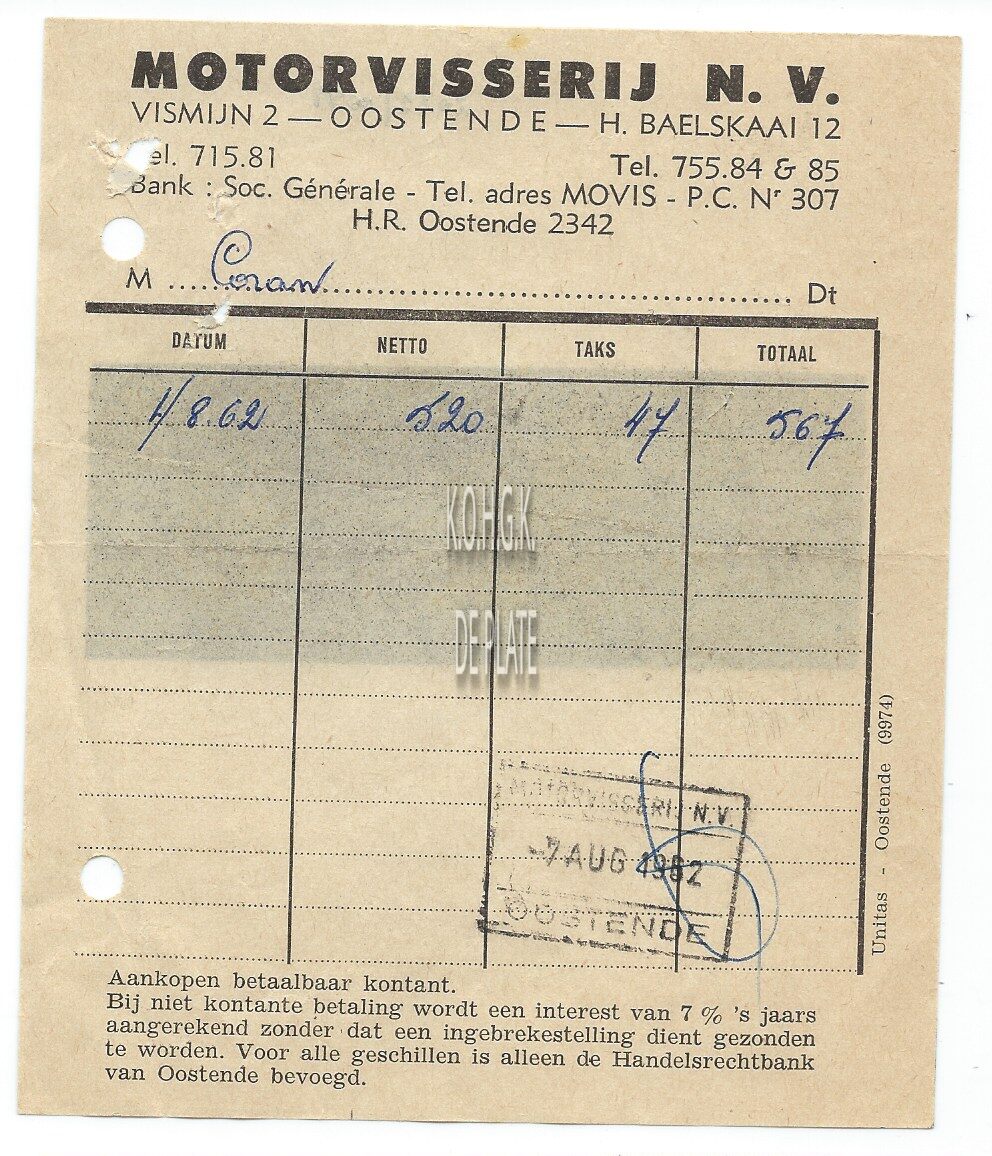 MOTORVISSERIJ N. V.
VISMIJN 2 — OOSTENDE — H. BAELSKAAI 12
Tel. 715.81 Tel. 755.84 & 85
Bank : Soc. Générale - Tel. adres MOVIS - P.C. Nr 307
H.R. Oostende 2342
M Coran Dt
DATUM NETTO TAKS TOTAAL
1/8.62 520 47 567
K.O.H.G.K.
DE PLATE
MOTORVISSERIJ N.V.
-7 AUG 1962
OOSTENDE
Unitas - Oostende (9974)
Aankopen betaalbaar kontant.
Bij niet kontante betaling wordt een interest van 7 % 's jaars
aangerekend zonder dat een ingebrekestelling dient gezonden
te worden. Voor alle geschillen is alleen de Handelsrechtbank
van Oostende bevoegd.